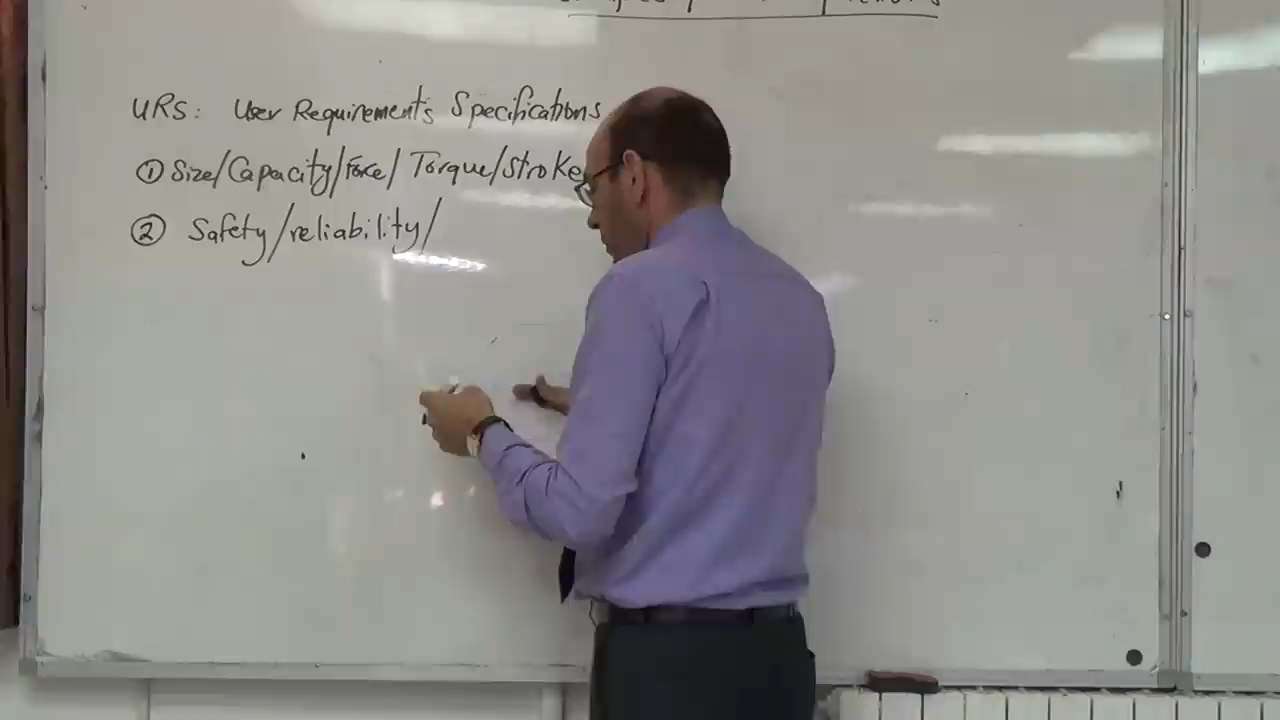 URS: User Requirements Specifications
① Size/Capacity/Force/Torque/Stroke
② Safety/reliability/